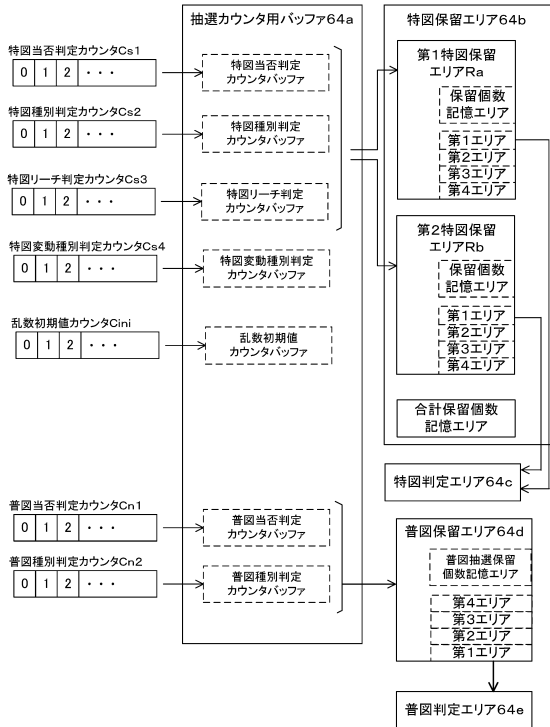 抽選カウンタ用バッファ64a
特図当否判定カウンタCs1
0 1 2 ・・・
特図当否判定
カウンタバッファ
特図種別判定カウンタCs2
0 1 2 ・・・
特図種別判定
カウンタバッファ
特図リーチ判定カウンタCs3
0 1 2 ・・・
特図リーチ判定
カウンタバッファ
特図変動種別判定カウンタCs4
0 1 2 ・・・
特図変動種別判定
カウンタバッファ
乱数初期値カウンタCini
0 1 2 ・・・
乱数初期値
カウンタバッファ
普図当否判定カウンタCn1
0 1 2 ・・・
普図当否判定
カウンタバッファ
普図種別判定カウンタCn2
0 1 2 ・・・
普図種別判定
カウンタバッファ
特図保留エリア64b
第1特図保留
エリアRa
保留個数
記憶エリア
第1エリア
第2エリア
第3エリア
第4エリア
第2特図保留
エリアRb
保留個数
記憶エリア
第1エリア
第2エリア
第3エリア
第4エリア
合計保留個数
記憶エリア
特図判定エリア64c
普図保留エリア64d
普図抽選保留
個数記憶エリア
第4エリア
第3エリア
第2エリア
第1エリア
普図判定エリア64e